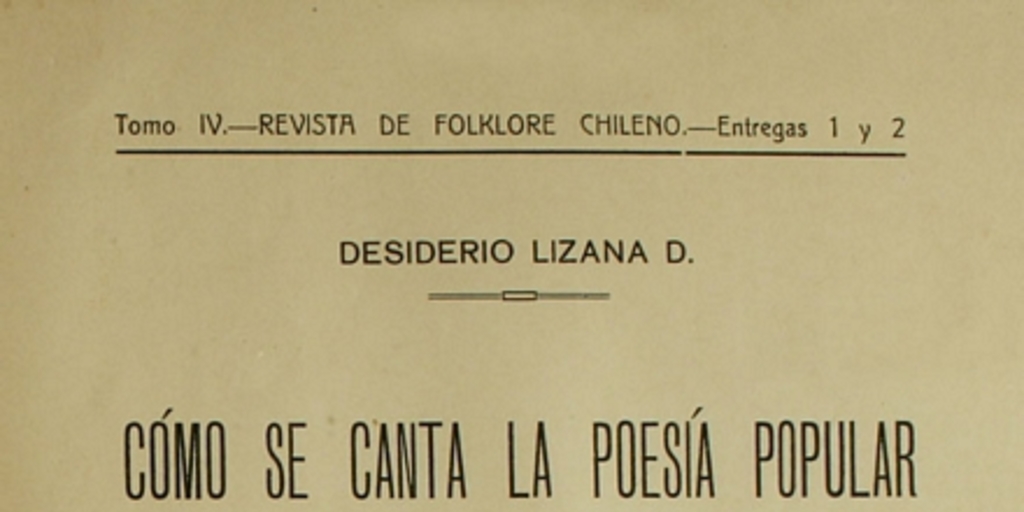 Tomo IV.—REVISTA DE FOLKLORE CHILENO.—Entregas 1 y 2
DESIDERIO LIZANA D.
CÓMO SE CANTA LA POESÍA POPULAR